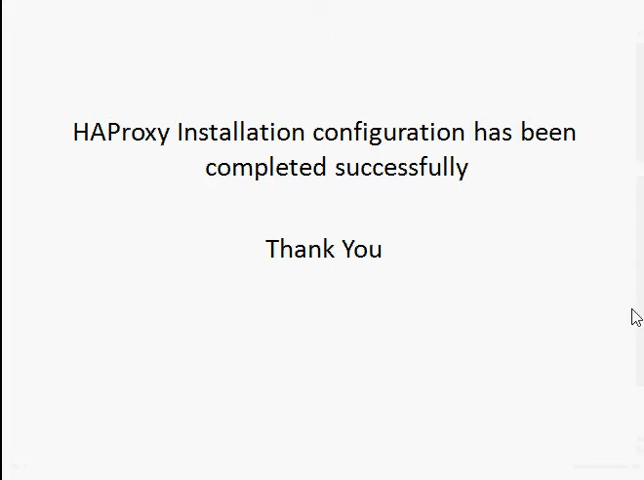 HAProxy Installation configuration has been
completed successfully
Thank You